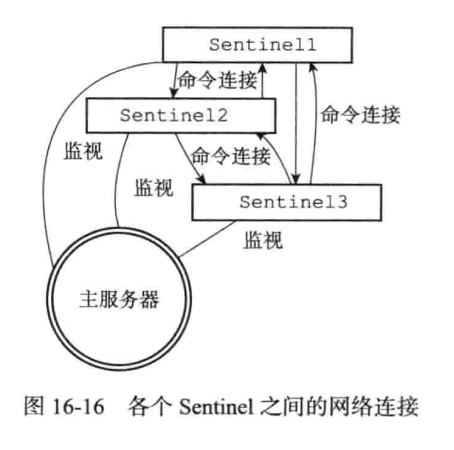 Sentinel1
命令连接
Sentinel2
命令连接
监视
命令连接
监视
Sentinel3
监视
主服务器
图 16-16 各个 Sentinel 之间的网络连接